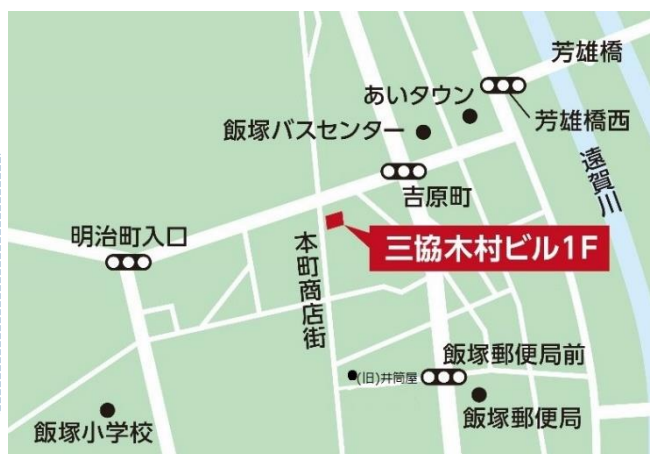 芳雄橋
あいタウン
飯塚バスセンター
芳雄橋西
遠賀川
吉原町
明治町入口
本町商店街
三協木村ビル1F
飯塚郵便局前
(旧)井筒屋
飯塚郵便局
飯塚小学校